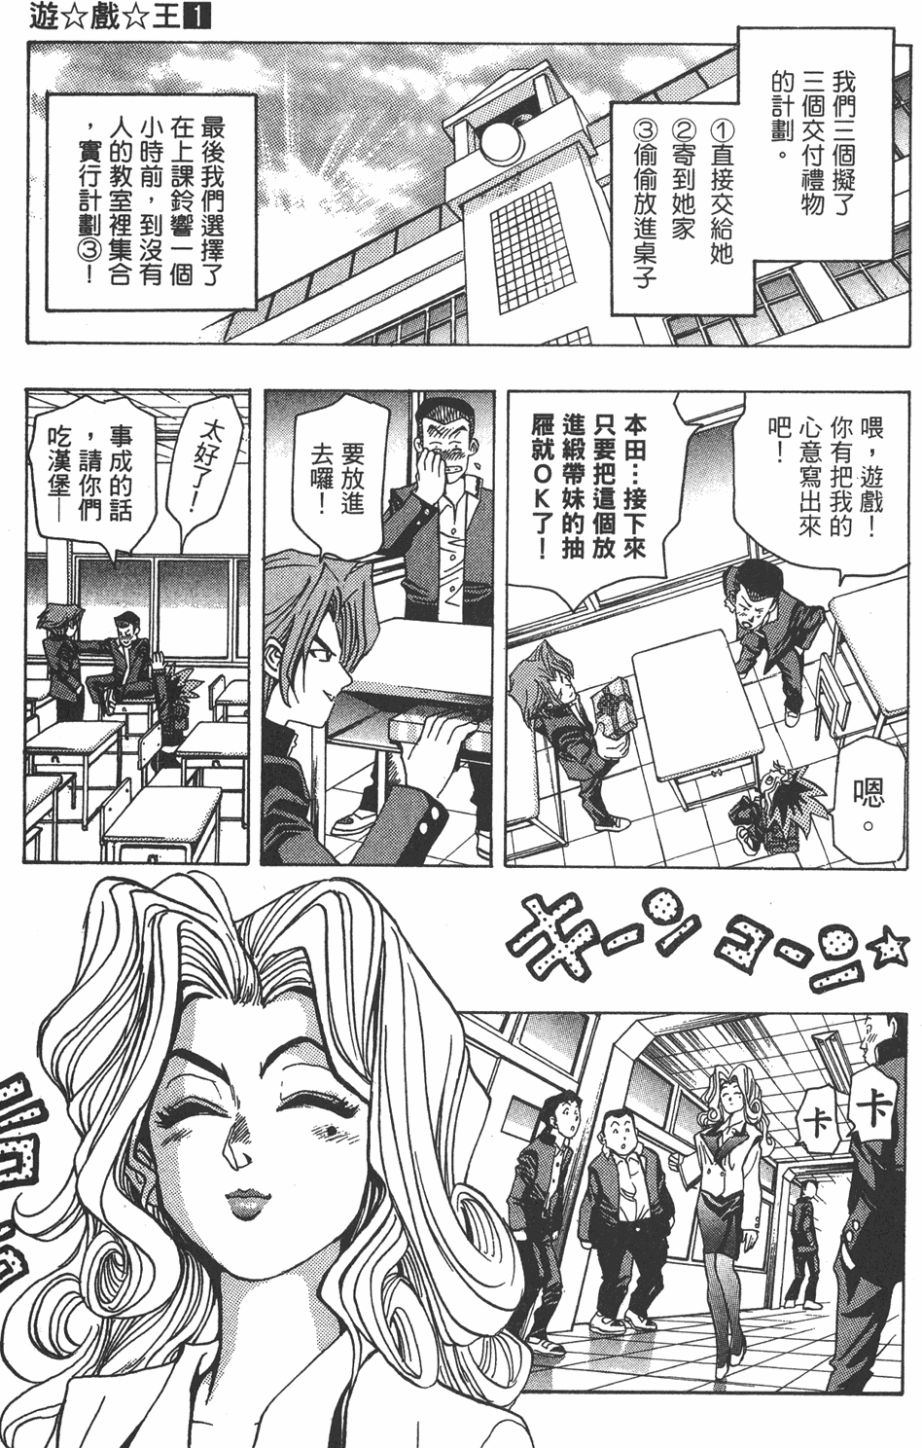 遊☆戲☆王1
我們三個擬了
三個交付禮物
的計劃。
①直接交給她
②寄到她家
③偷偷放進桌子
最後我們選擇了
在上課鈴響一個
小時前，到沒有
人的教室裡集合
，實行計劃③！
喂，遊戲！
你有把我的
心意寫出來
吧！
嗯。
本田…接下來
只要把這個放
進緞帶妹的抽
屜就OK了！
要放進
去囉！
太好了！
事成的話
，請你們
吃漢堡—
キーンコーン☆
卡
卡